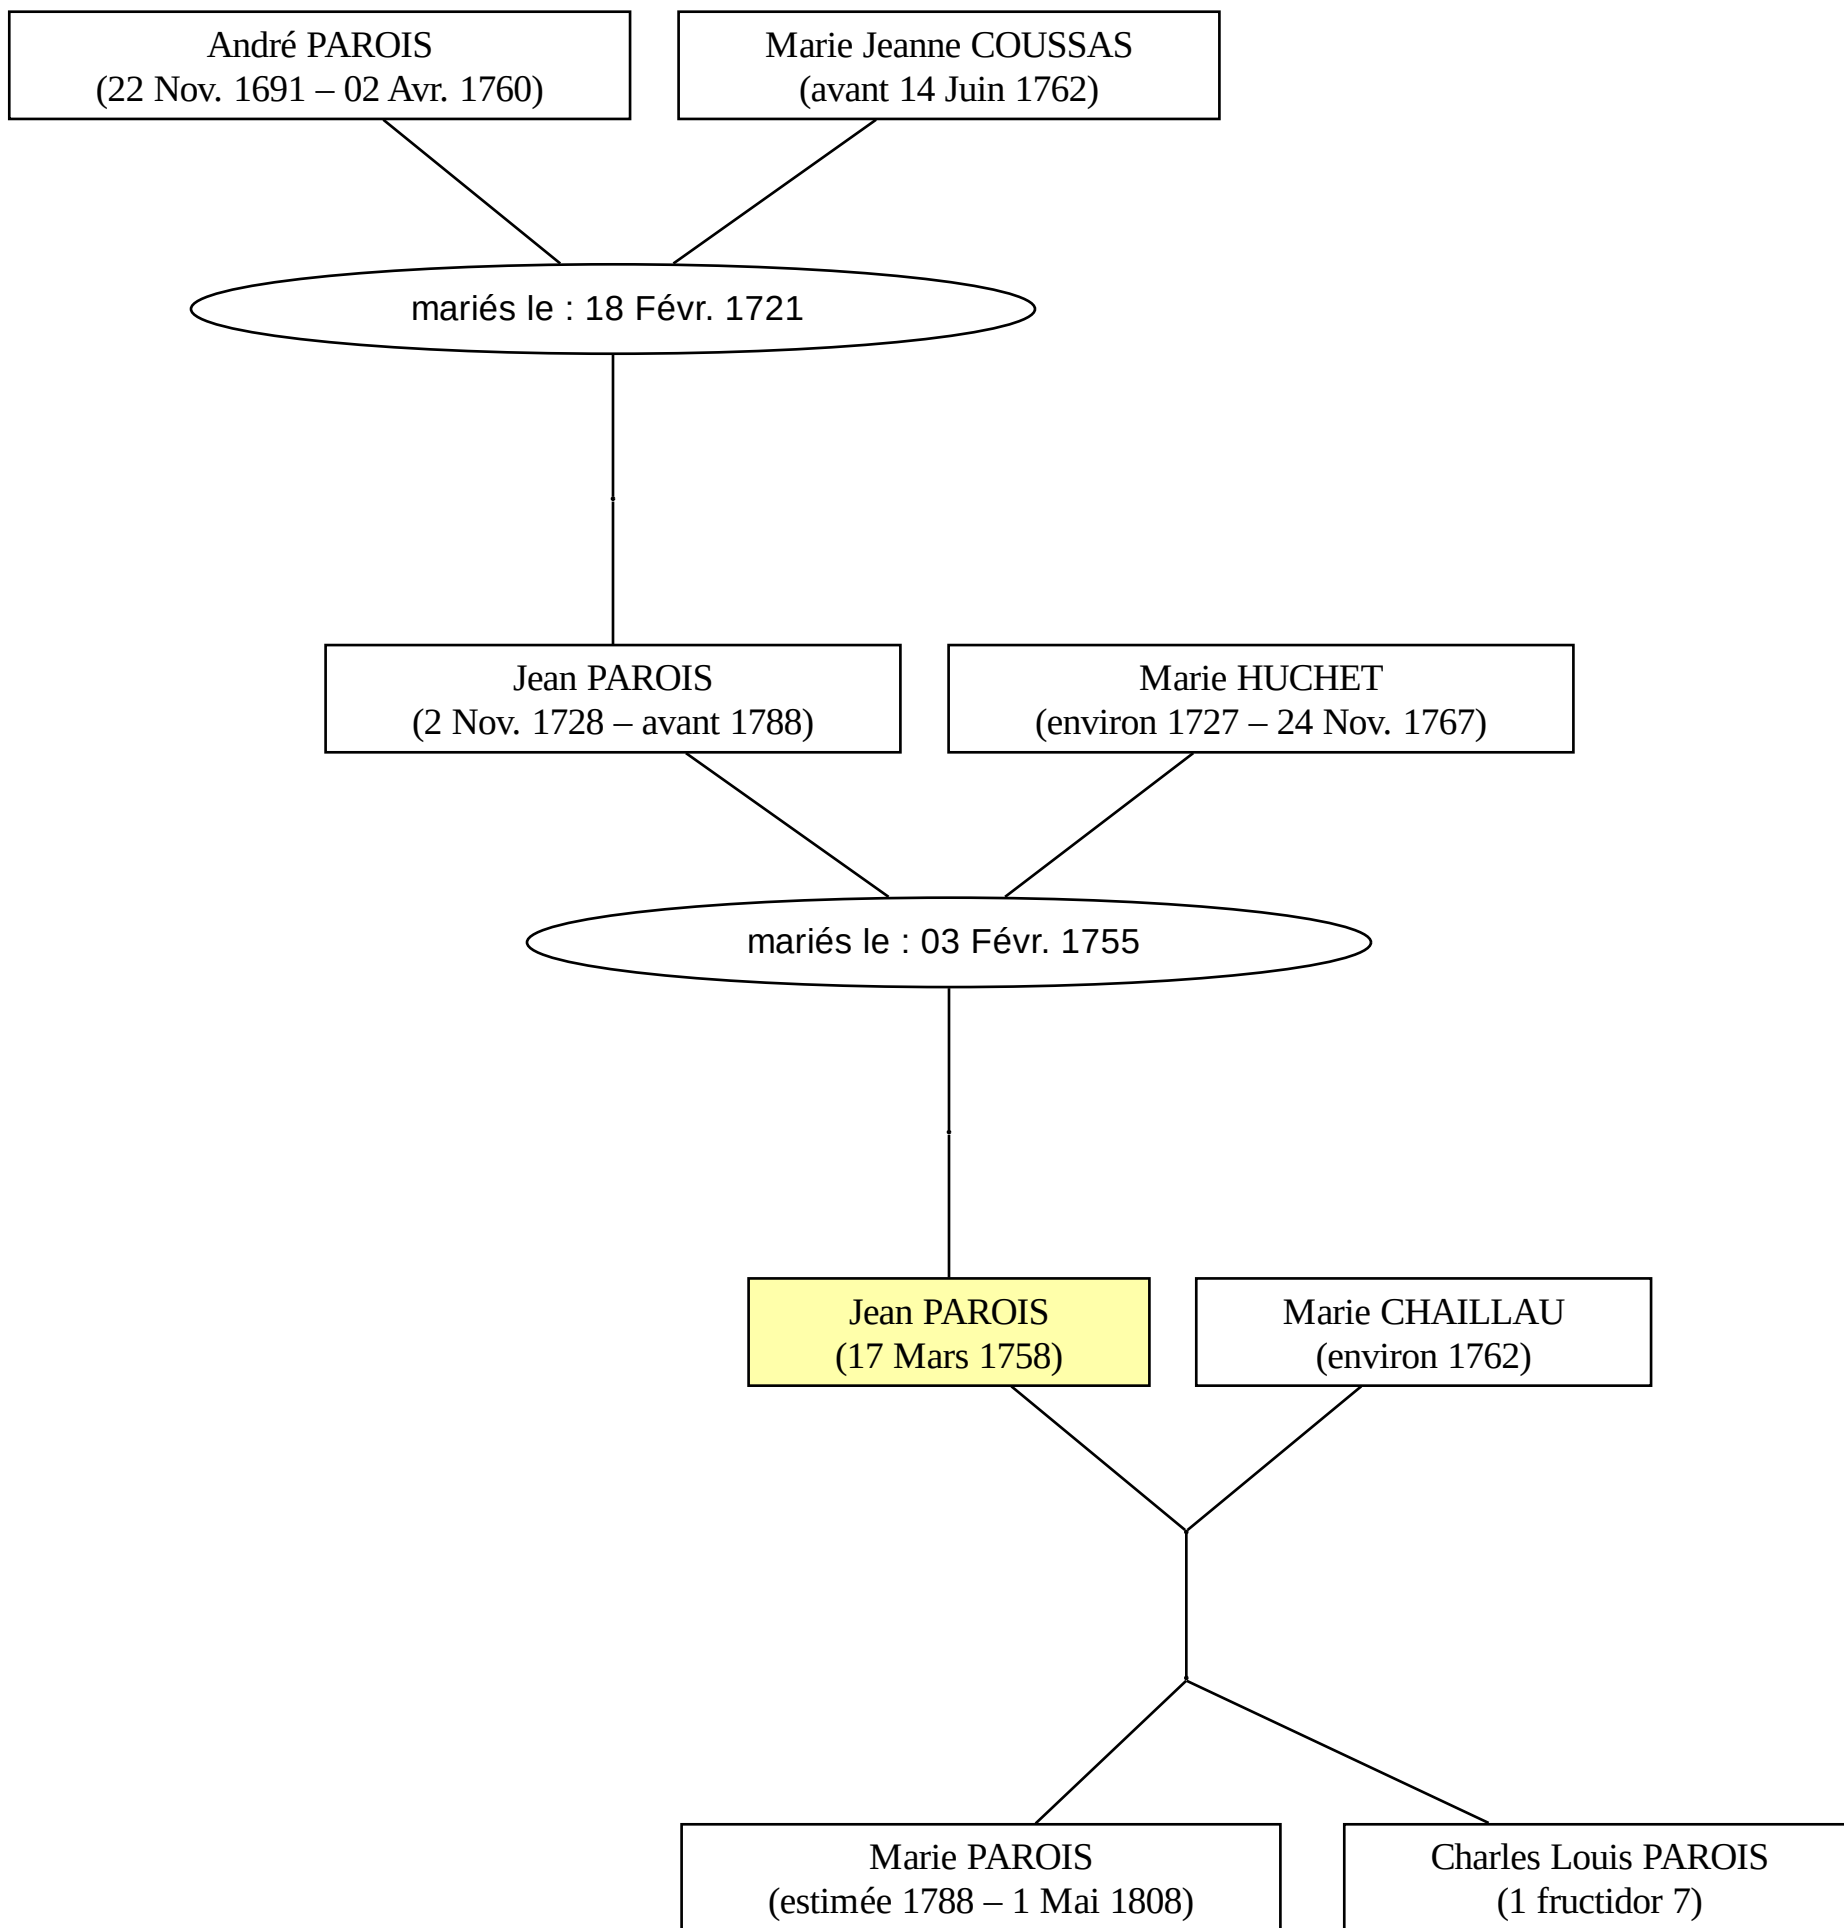 André PAROIS
(22 Nov. 1691 – 02 Avr. 1760)
Marie Jeanne COUSSAS
(avant 14 Juin 1762)
mariés le : 18 Févr. 1721
Jean PAROIS
(2 Nov. 1728 – avant 1788)
Marie HUCHET
(environ 1727 – 24 Nov. 1767)
mariés le : 03 Févr. 1755
Jean PAROIS
(17 Mars 1758)
Marie CHAILLAU
(environ 1762)
Marie PAROIS
(estimée 1788 – 1 Mai 1808)
Charles Louis PAROIS
(1 fructidor 7)